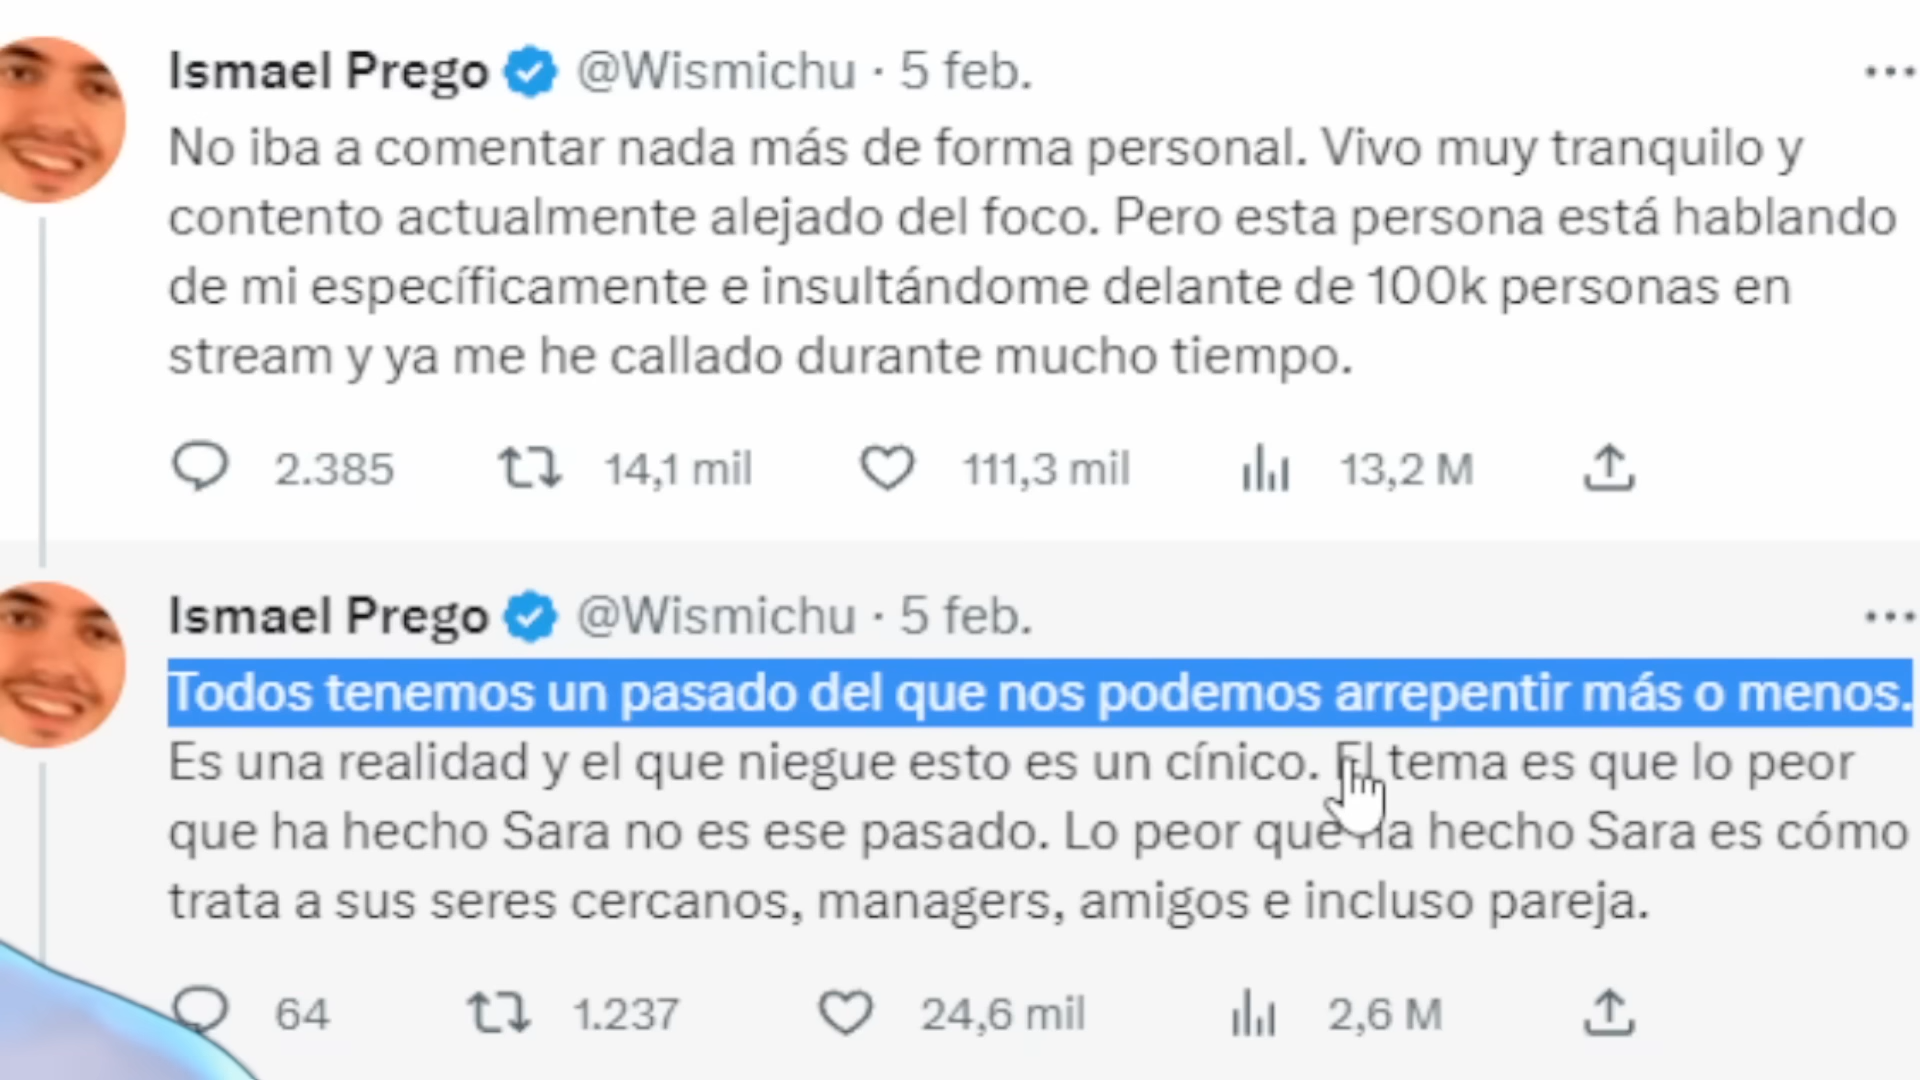 Ismael Prego @Wismichu · 5 feb.
No iba a comentar nada más de forma personal. Vivo muy tranquilo y
contento actualmente alejado del foco. Pero esta persona está hablando
de mi específicamente e insultándome delante de 100k personas en
stream y ya me he callado durante mucho tiempo.
2.385 14,1 mil 111,3 mil 13,2 M
Ismael Prego @Wismichu · 5 feb.
Todos tenemos un pasado del que nos podemos arrepentir más o menos.
Es una realidad y el que niegue esto es un cínico. El tema es que lo peor
que ha hecho Sara no es ese pasado. Lo peor que ha hecho Sara es cómo
trata a sus seres cercanos, managers, amigos e incluso pareja.
64 1.237 24,6 mil 2,6 M